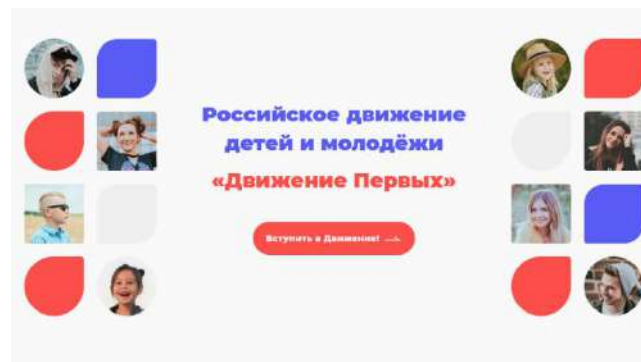 Российское движение
детей и молодёжи
«Движение Первых»
Вступить в Движение!